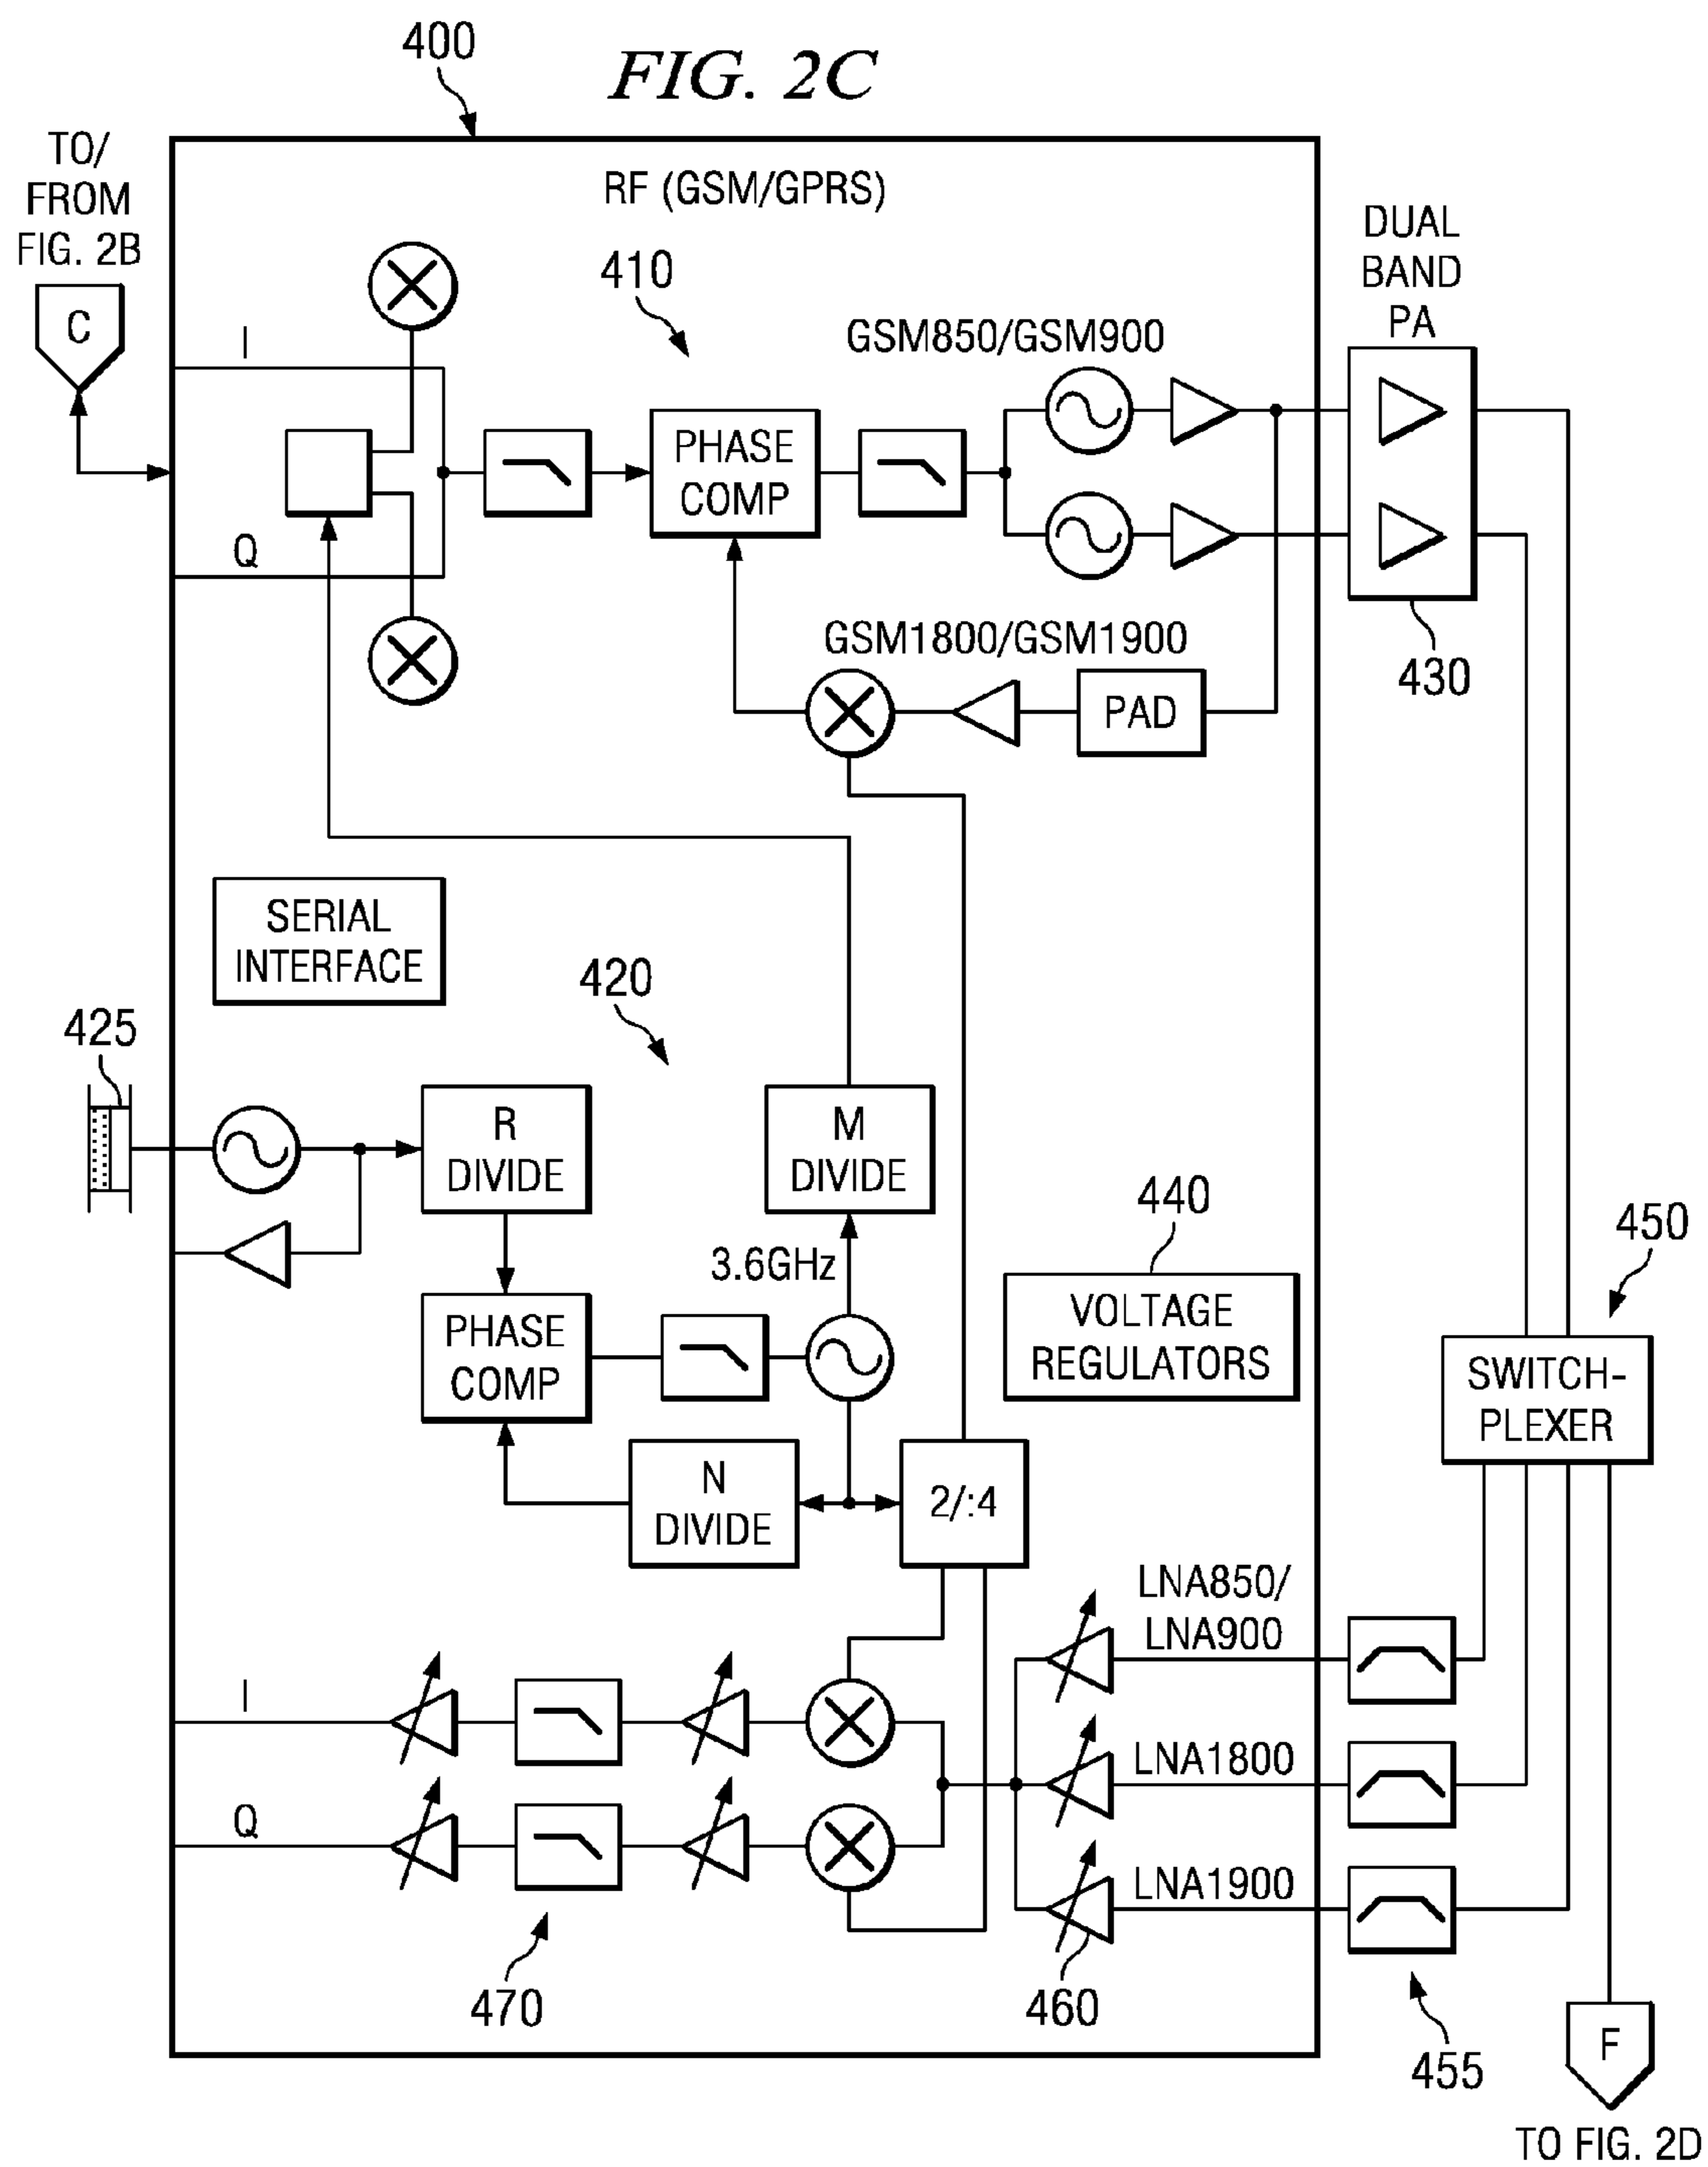 FIG. 2C
400
TO/
FROM
FIG. 2B
C
RF (GSM/GPRS)
410
DUAL
BAND
PA
I
GSM850/GSM900
PHASE
COMP
Q
GSM1800/GSM1900
PAD
430
SERIAL
INTERFACE
420
425
R
DIVIDE
M
DIVIDE
440
450
3.6GHz
PHASE
COMP
VOLTAGE
REGULATORS
SWITCH-
PLEXER
N
DIVIDE
2/:4
LNA850/
LNA900
I
LNA1800
Q
LNA1900
470
460
455
F
TO FIG. 2D